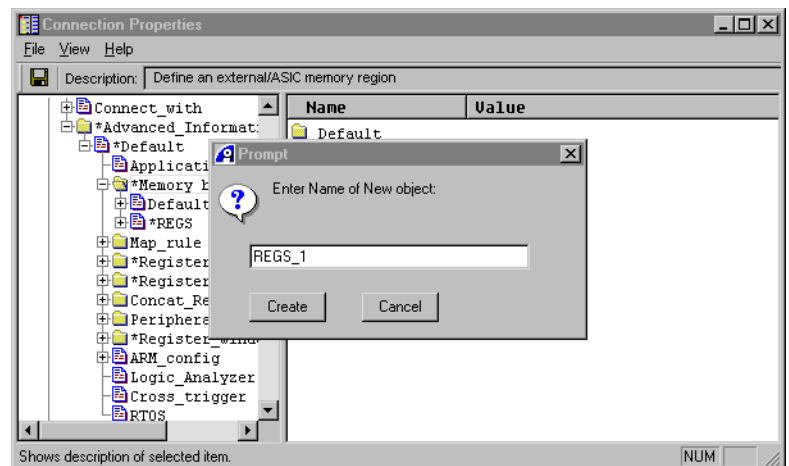 Connection Properties
File View Help
Description: Define an external/ASIC memory region
Connect_with
*Advanced_Informat
*Default
Applicati
*Memory
Default
*REGS
Map_rule
*Register
*Register
Concat_Re
Periphera
*Register_
ARM_config
Logic_Analyzer
Cross_trigger
RTOS
Name Value
Default
Prompt
Enter Name of New object:
REGS_1
Create Cancel
Shows description of selected item.
NUM